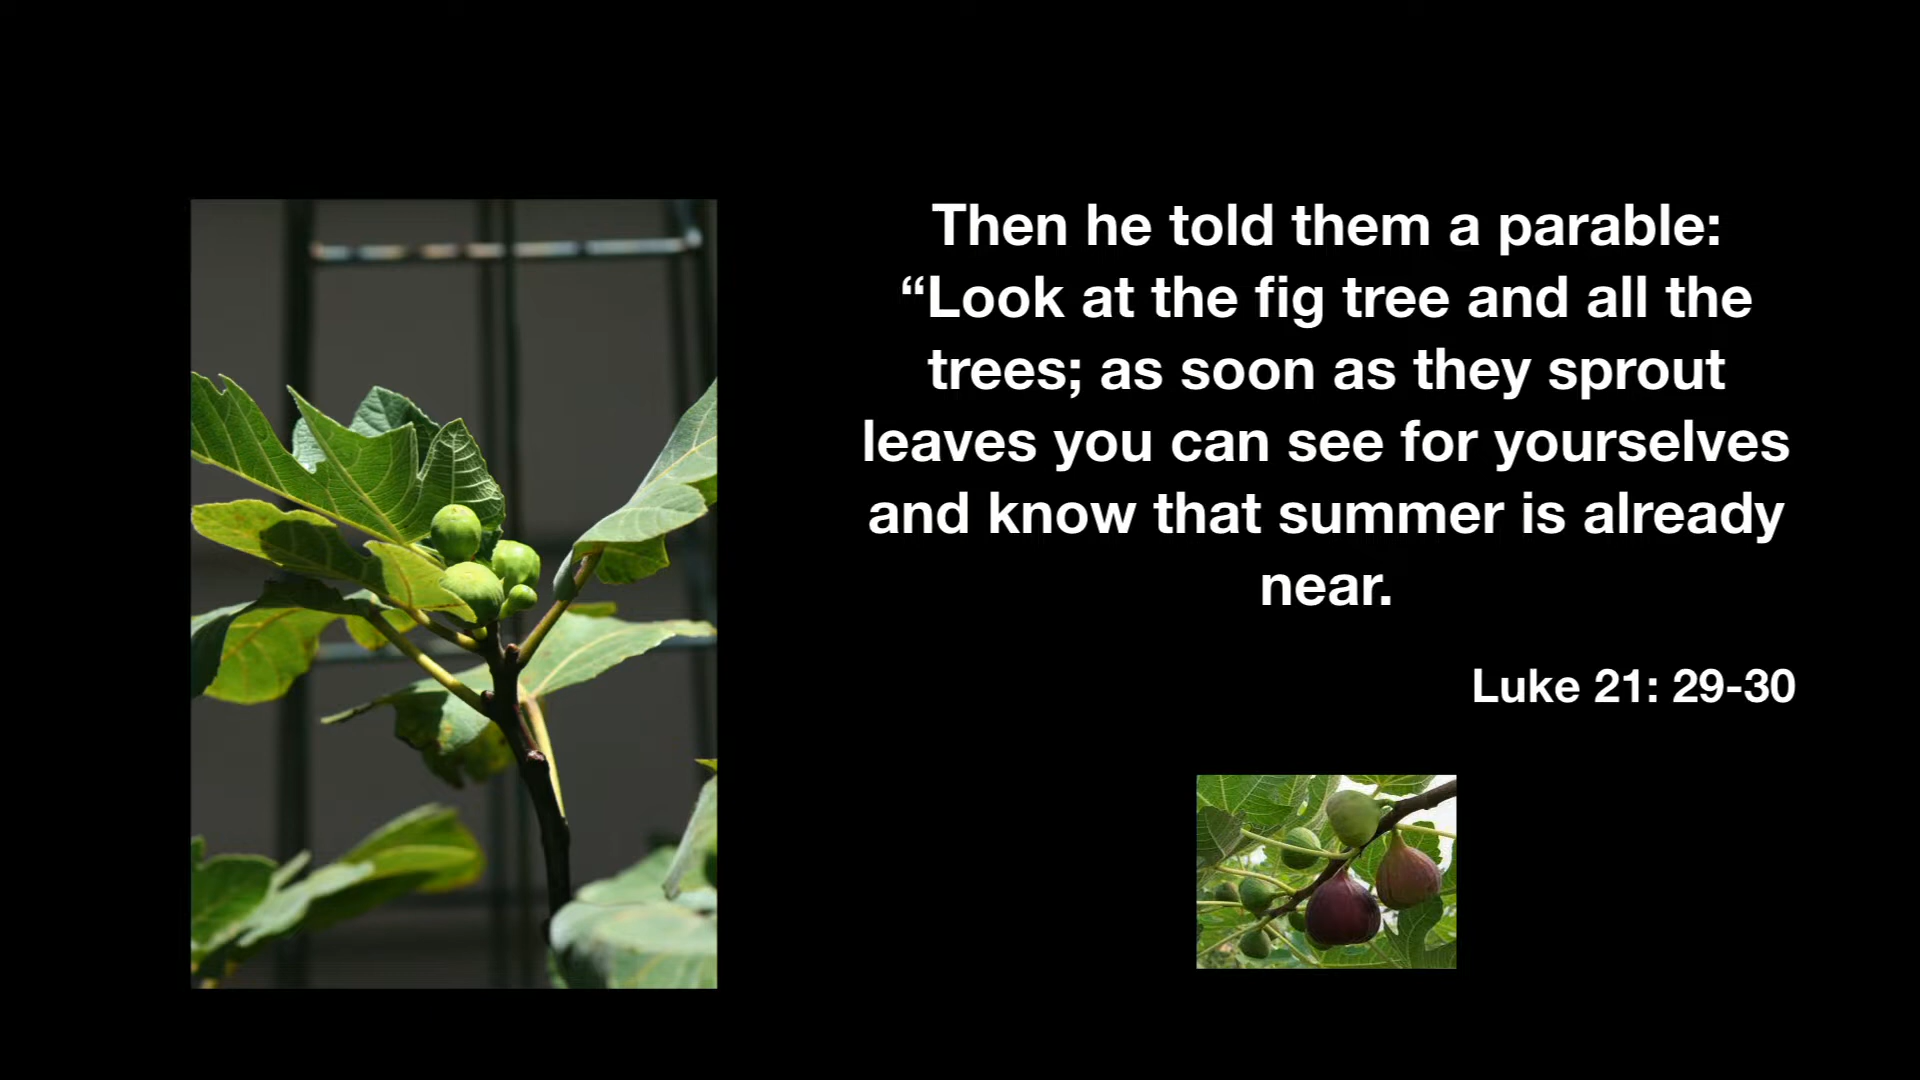 Then he told them a parable:
“Look at the fig tree and all the
trees; as soon as they sprout
leaves you can see for yourselves
and know that summer is already
near.
Luke 21: 29-30